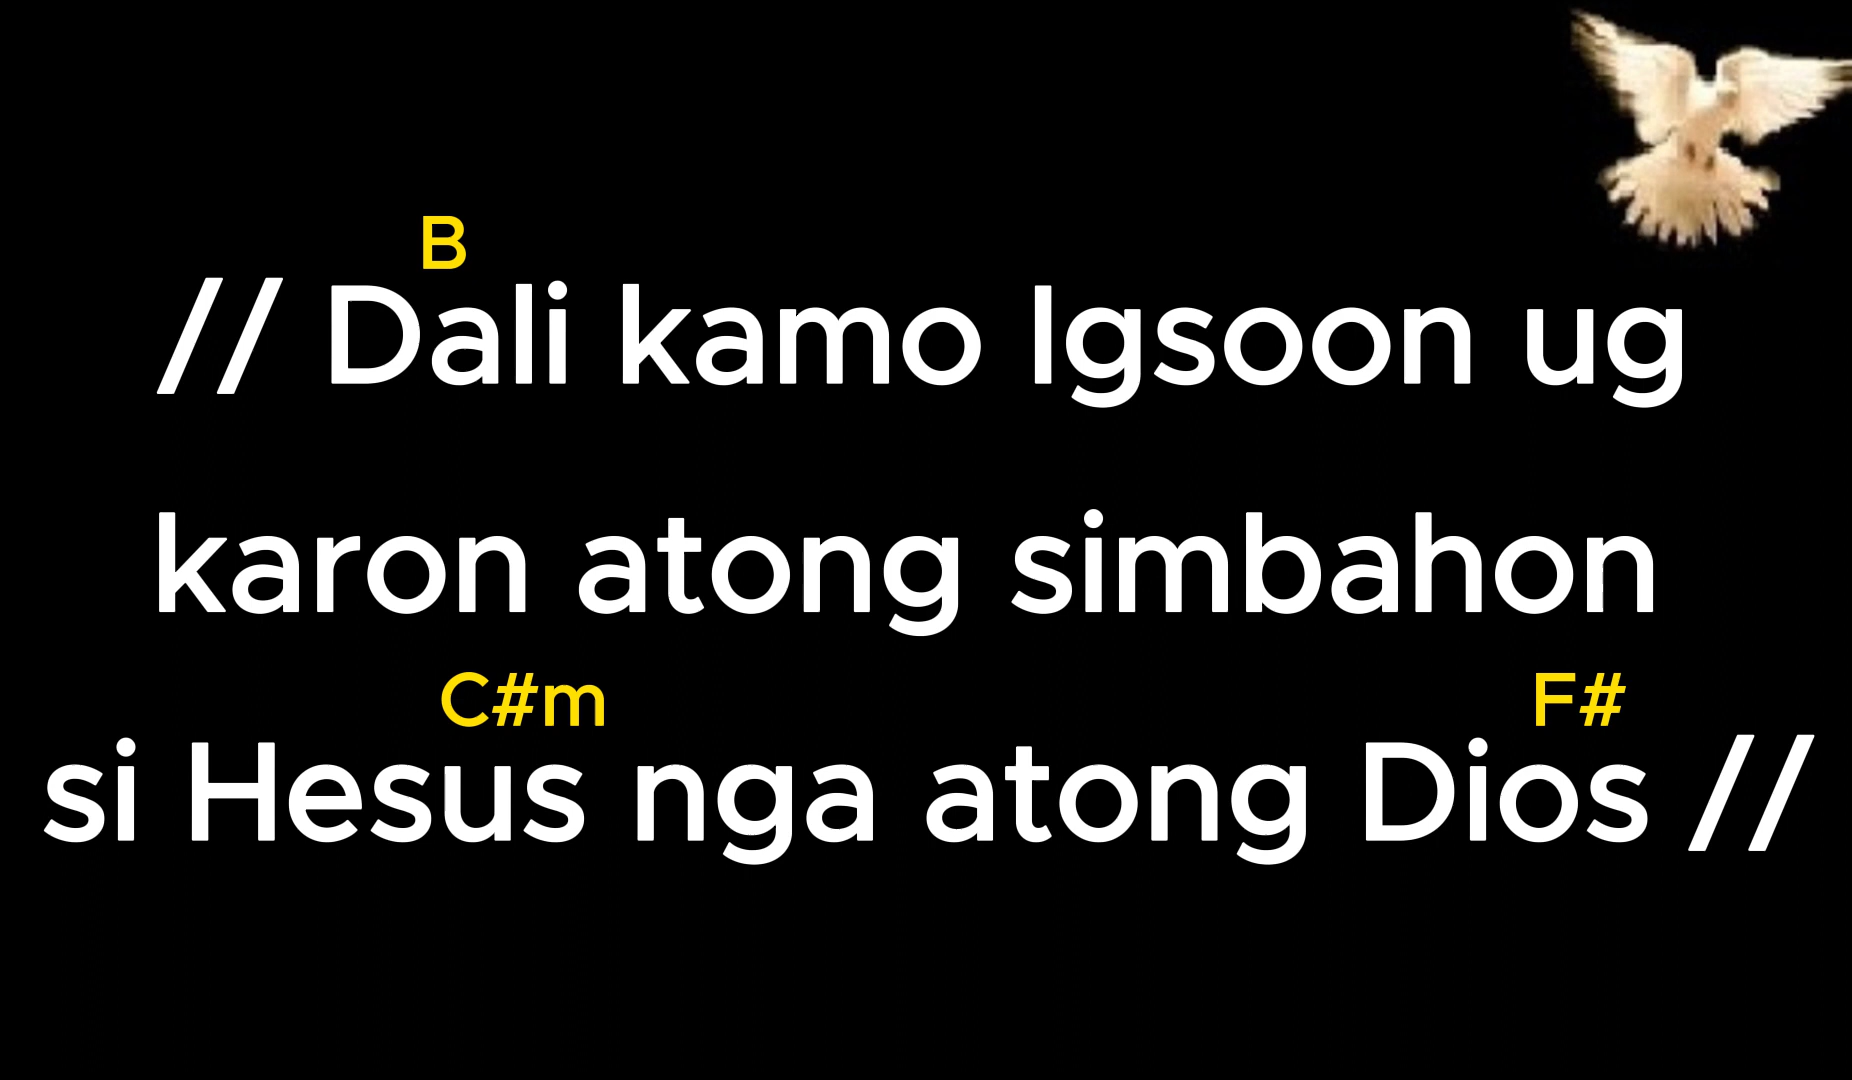 B
// Dali kamo Igsoon ug
karon atong simbahon
C#m F#
si Hesus nga atong Dios //